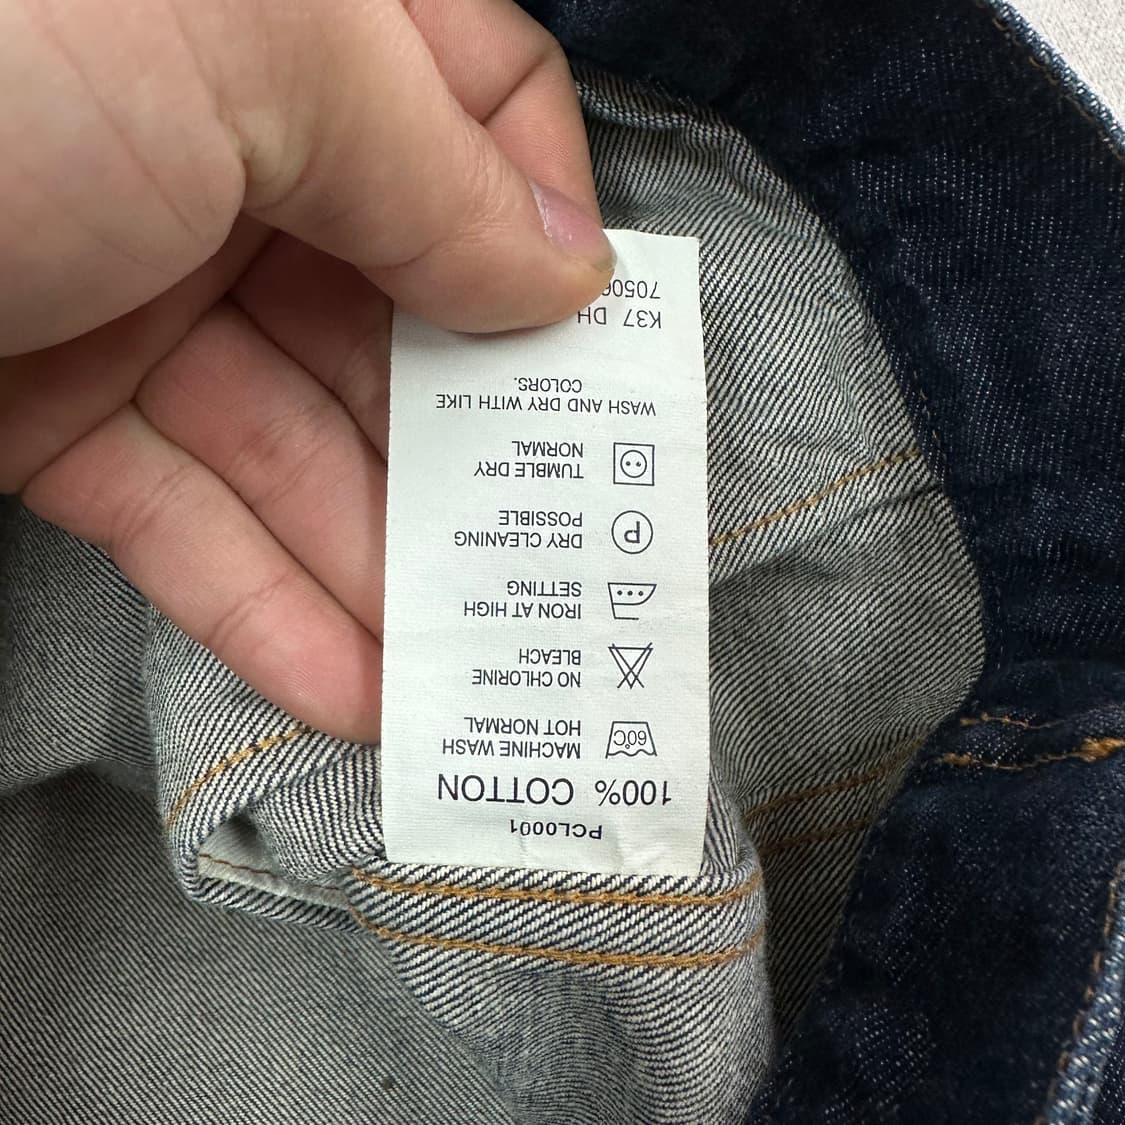 PCL0001
100% COTTON
60°C
MACHINE WASH
HOT NORMAL
NO CHLORINE
BLEACH
IRON AT HIGH
SETTING
P
DRY CLEANING
POSSIBLE
TUMBLE DRY
NORMAL
WASH AND DRY WITH LIKE
COLORS.
K37 DH